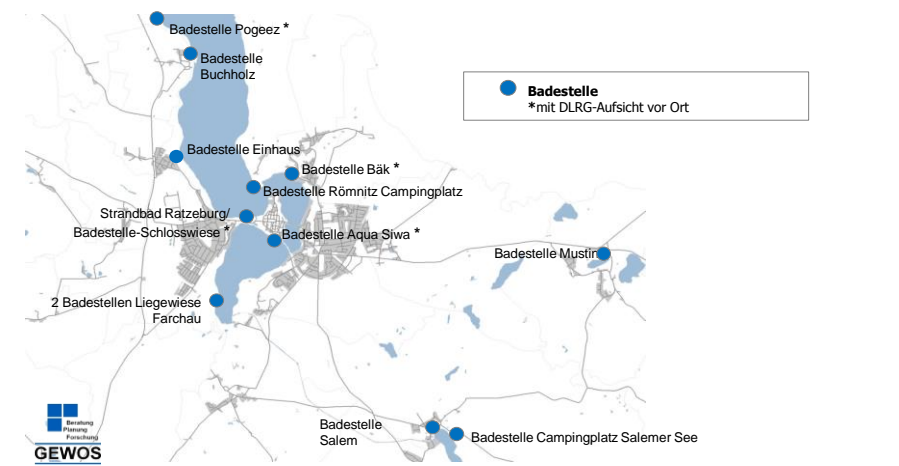 Badestelle Pogeez *
Badestelle
Buchholz
Badestelle
*mit DLRG-Aufsicht vor Ort
Badestelle Einhaus
Badestelle Bäk *
Badestelle Römnitz Campingplatz
Strandbad Ratzeburg/
Badestelle-Schlosswiese *
Badestelle Aqua Siwa *
Badestelle Mustin
2 Badestellen Liegewiese
Farchau
Badestelle
Salem
Badestelle Campingplatz Salemer See
Beratung
Planung
Forschung
GEWOS